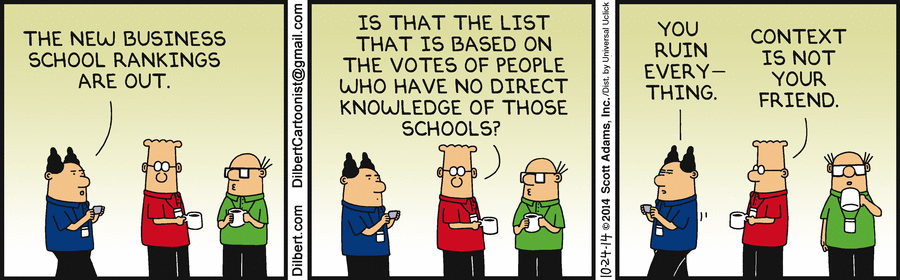 THE NEW BUSINESS
SCHOOL RANKINGS
ARE OUT.
Dilbert.com DilbertCartoonist@gmail.com
IS THAT THE LIST
THAT IS BASED ON
THE VOTES OF PEOPLE
WHO HAVE NO DIRECT
KNOWLEDGE OF THOSE
SCHOOLS?
10-24-14 © 2014 Scott Adams, Inc. /Dist. by Universal Uclick
YOU
RUIN
EVERY—
THING.
CONTEXT
IS NOT
YOUR
FRIEND.